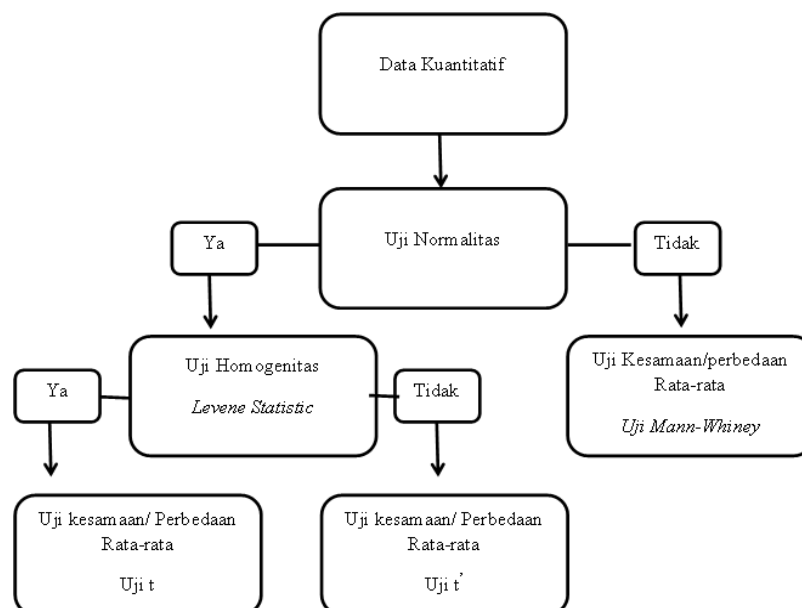 Data Kuantitatif
Ya
Uji Normalitas
Tidak
Uji Homogenitas
Levene Statistic
Uji Kesamaan/perbedaan
Rata-rata
Uji Mann-Whiney
Ya
Tidak
Uji kesamaan/ Perbedaan
Rata-rata
Uji t
Uji kesamaan/ Perbedaan
Rata-rata
Uji t’